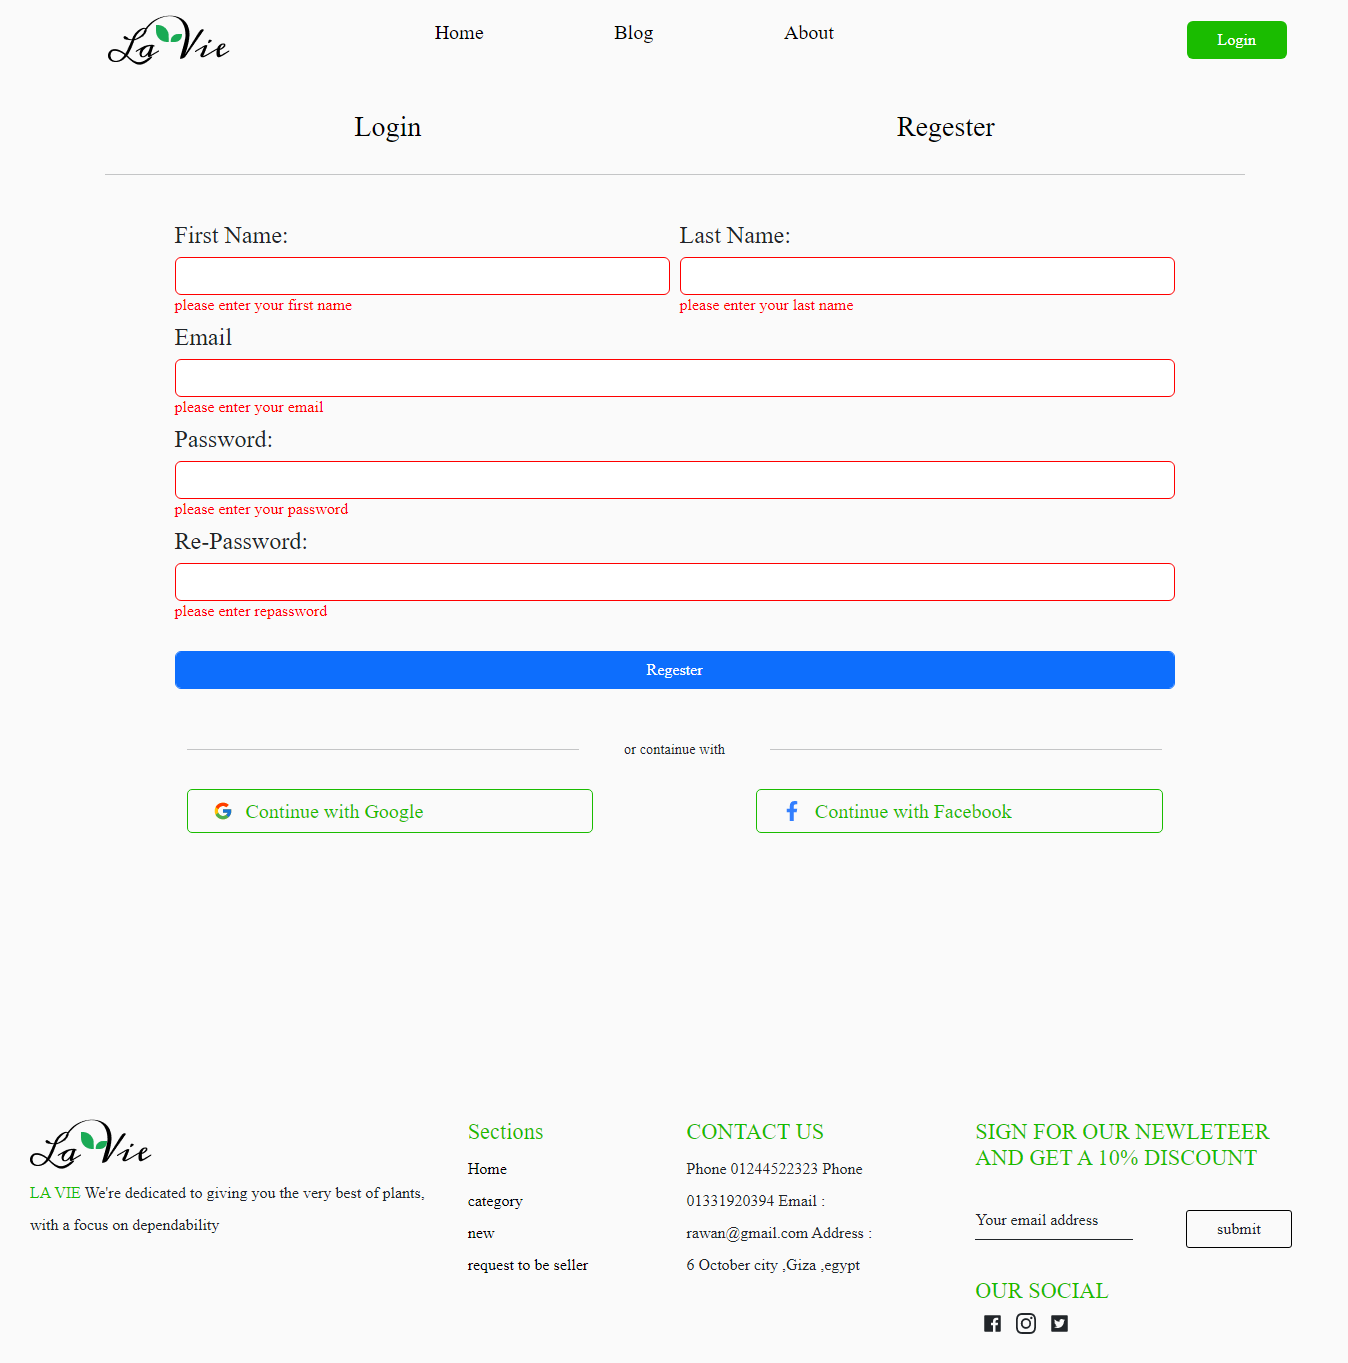 La Vie
Home
Blog
About
Login
Login
Regester
First Name:
Last Name:
please enter your first name
please enter your last name
Email
please enter your email
Password:
please enter your password
Re-Password:
please enter repassword
Regester
or containue with
Continue with Google
Continue with Facebook
La Vie
LA VIE We're dedicated to giving you the very best of plants,
with a focus on dependability
Sections
Home
category
new
request to be seller
CONTACT US
Phone 01244522323 Phone
01331920394 Email :
rawan@gmail.com Address :
6 October city ,Giza ,egypt
SIGN FOR OUR NEWLETEER
AND GET A 10% DISCOUNT
Your email address
submit
OUR SOCIAL